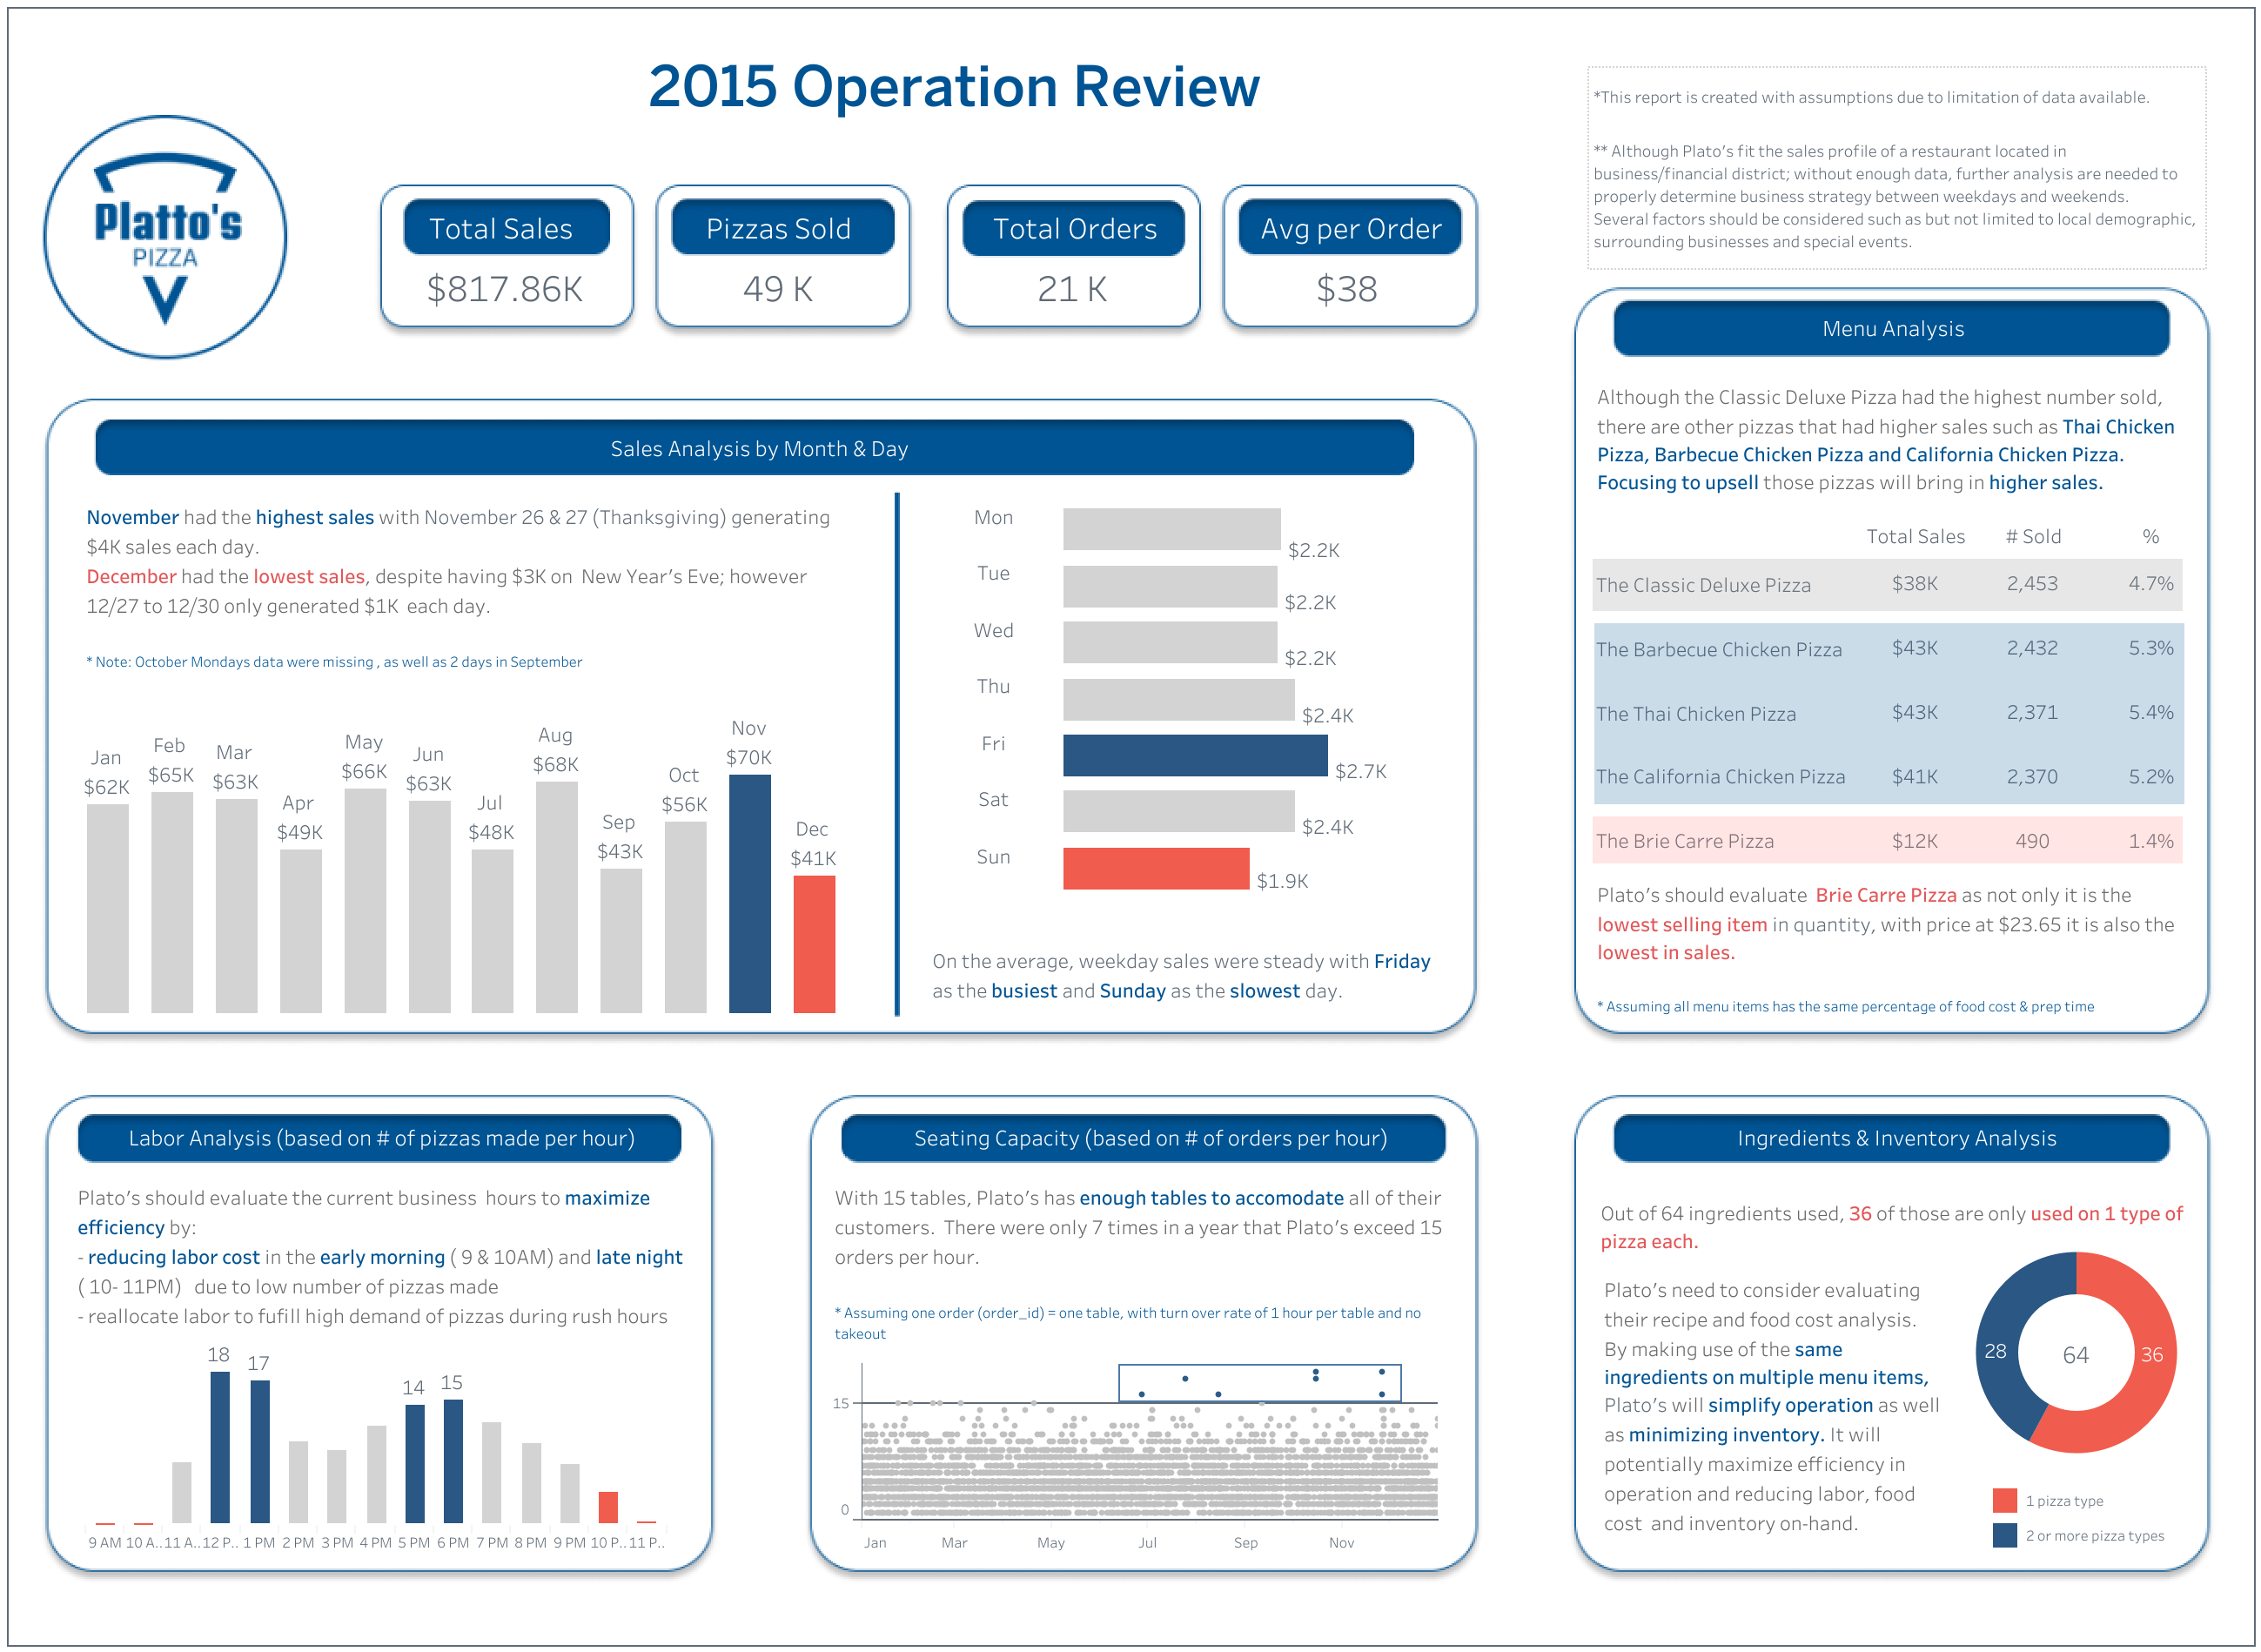 2015 Operation Review
Platto's
PIZZA
Total Sales
$817.86K
Pizzas Sold
49 K
Total Orders
21 K
Avg per Order
$38
*This report is created with assumptions due to limitation of data available.
** Although Plato's fit the sales profile of a restaurant located in
business/financial district; without enough data, further analysis are needed to
properly determine business strategy between weekdays and weekends.
Several factors should be considered such as but not limited to local demographic,
surrounding businesses and special events.
Sales Analysis by Month & Day
November had the highest sales with November 26 & 27 (Thanksgiving) generating
$4K sales each day.
December had the lowest sales, despite having $3K on New Year's Eve; however
12/27 to 12/30 only generated $1K each day.
* Note: October Mondays data were missing , as well as 2 days in September
Jan
$62K
Feb
$65K
Mar
$63K
Apr
$49K
May
$66K
Jun
$63K
Jul
$48K
Aug
$68K
Sep
$43K
Oct
$56K
Nov
$70K
Dec
$41K
Mon
$2.2K
Tue
$2.2K
Wed
$2.2K
Thu
$2.4K
Fri
$2.7K
Sat
$2.4K
Sun
$1.9K
On the average, weekday sales were steady with Friday
as the busiest and Sunday as the slowest day.
Menu Analysis
Although the Classic Deluxe Pizza had the highest number sold,
there are other pizzas that had higher sales such as Thai Chicken
Pizza, Barbecue Chicken Pizza and California Chicken Pizza.
Focusing to upsell those pizzas will bring in higher sales.
Total Sales # Sold %
The Classic Deluxe Pizza $38K 2,453 4.7%
The Barbecue Chicken Pizza $43K 2,432 5.3%
The Thai Chicken Pizza $43K 2,371 5.4%
The California Chicken Pizza $41K 2,370 5.2%
The Brie Carre Pizza $12K 490 1.4%
Plato's should evaluate Brie Carre Pizza as not only it is the
lowest selling item in quantity, with price at $23.65 it is also the
lowest in sales.
* Assuming all menu items has the same percentage of food cost & prep time
Labor Analysis (based on # of pizzas made per hour)
Plato's should evaluate the current business hours to maximize
efficiency by:
- reducing labor cost in the early morning ( 9 & 10AM) and late night
( 10- 11PM) due to low number of pizzas made
- reallocate labor to fufill high demand of pizzas during rush hours
18
17
14
15
9 AM 10 A.. 11 A.. 12 P.. 1 PM 2 PM 3 PM 4 PM 5 PM 6 PM 7 PM 8 PM 9 PM 10 P.. 11 P..
Seating Capacity (based on # of orders per hour)
With 15 tables, Plato's has enough tables to accomodate all of their
customers. There were only 7 times in a year that Plato's exceed 15
orders per hour.
* Assuming one order (order_id) = one table, with turn over rate of 1 hour per table and no
takeout
15
0
Jan Mar May Jul Sep Nov
Ingredients & Inventory Analysis
Out of 64 ingredients used, 36 of those are only used on 1 type of
pizza each.
Plato's need to consider evaluating
their recipe and food cost analysis.
By making use of the same
ingredients on multiple menu items,
Plato's will simplify operation as well
as minimizing inventory. It will
potentially maximize efficiency in
operation and reducing labor, food
cost and inventory on-hand.
28
64
36
1 pizza type
2 or more pizza types